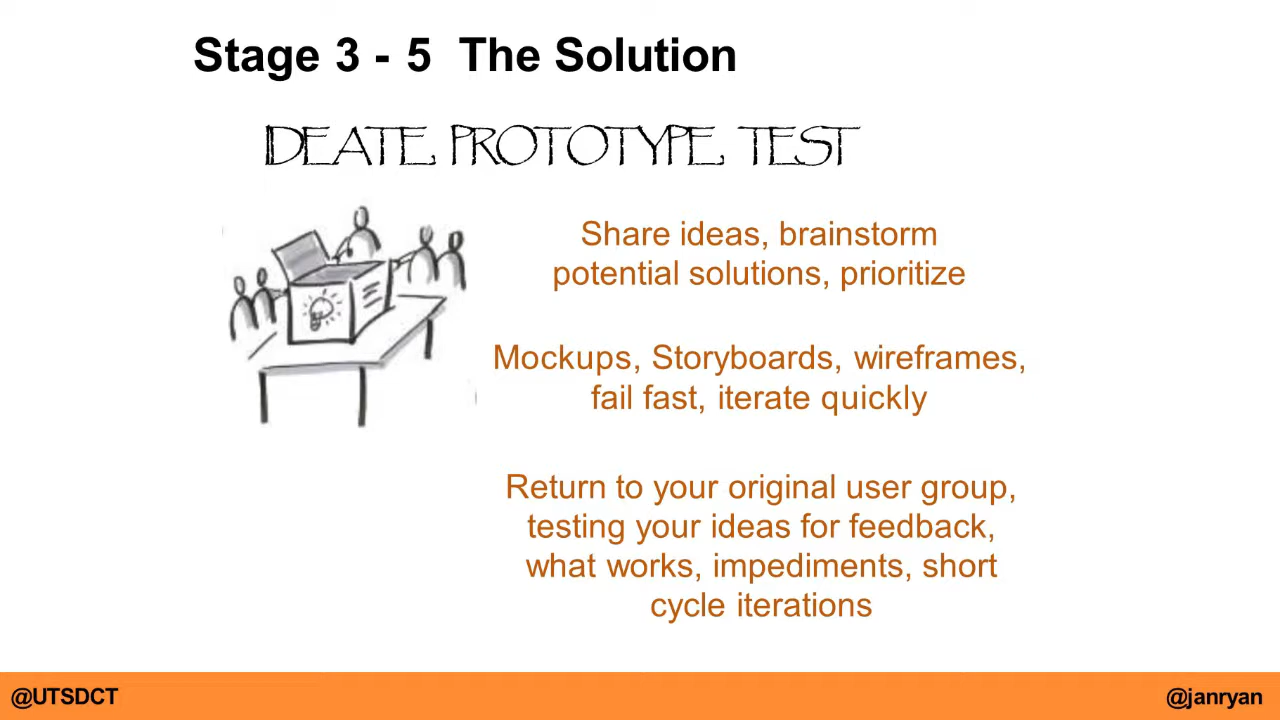 Stage 3 - 5 The Solution
IDEATE, PROTOTYPE, TEST
Share ideas, brainstorm
potential solutions, prioritize
Mockups, Storyboards, wireframes,
fail fast, iterate quickly
Return to your original user group,
testing your ideas for feedback,
what works, impediments, short
cycle iterations
@UTSDCT
@janryan